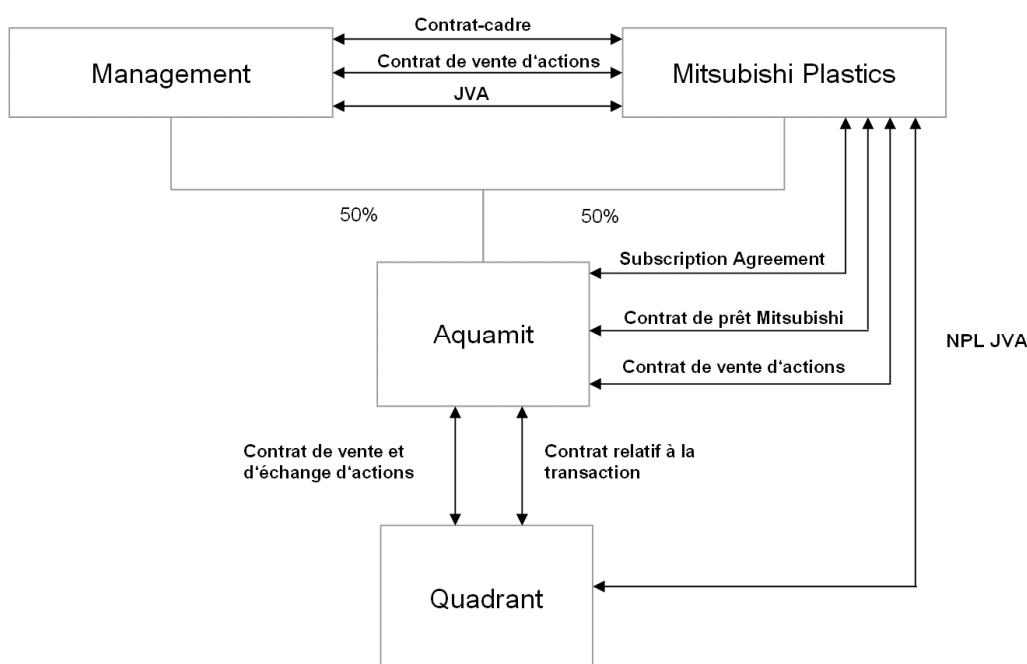 Contrat-cadre
Management
Contrat de vente d'actions
Mitsubishi Plastics
JVA
50%
50%
Subscription Agreement
Aquamit
Contrat de prêt Mitsubishi
NPL JVA
Contrat de vente d'actions
Contrat de vente et
d'échange d'actions
Contrat relatif à la
transaction
Quadrant